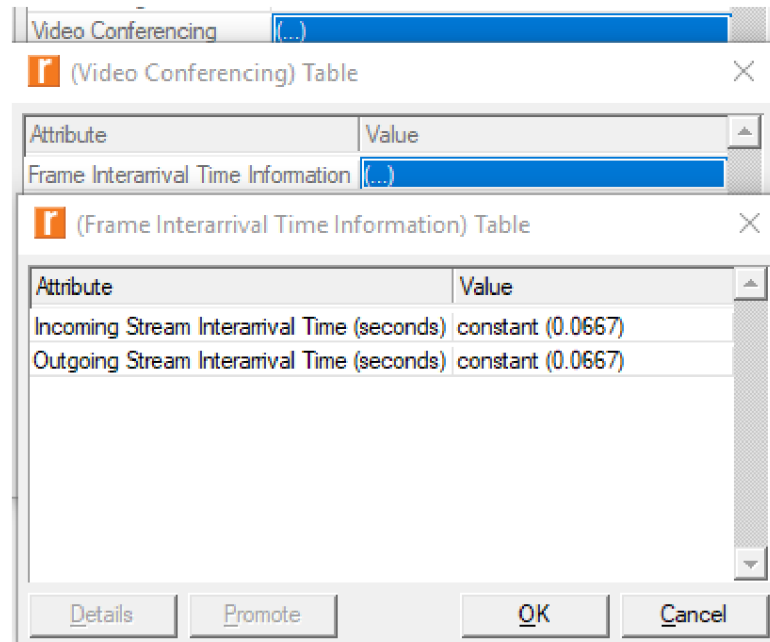 Video Conferencing (...)
r (Video Conferencing) Table
Attribute Value
Frame Interarrival Time Information (...)
r (Frame Interarrival Time Information) Table
Attribute Value
Incoming Stream Interarrival Time (seconds) constant (0.0667)
Outgoing Stream Interarrival Time (seconds) constant (0.0667)
Details Promote OK Cancel